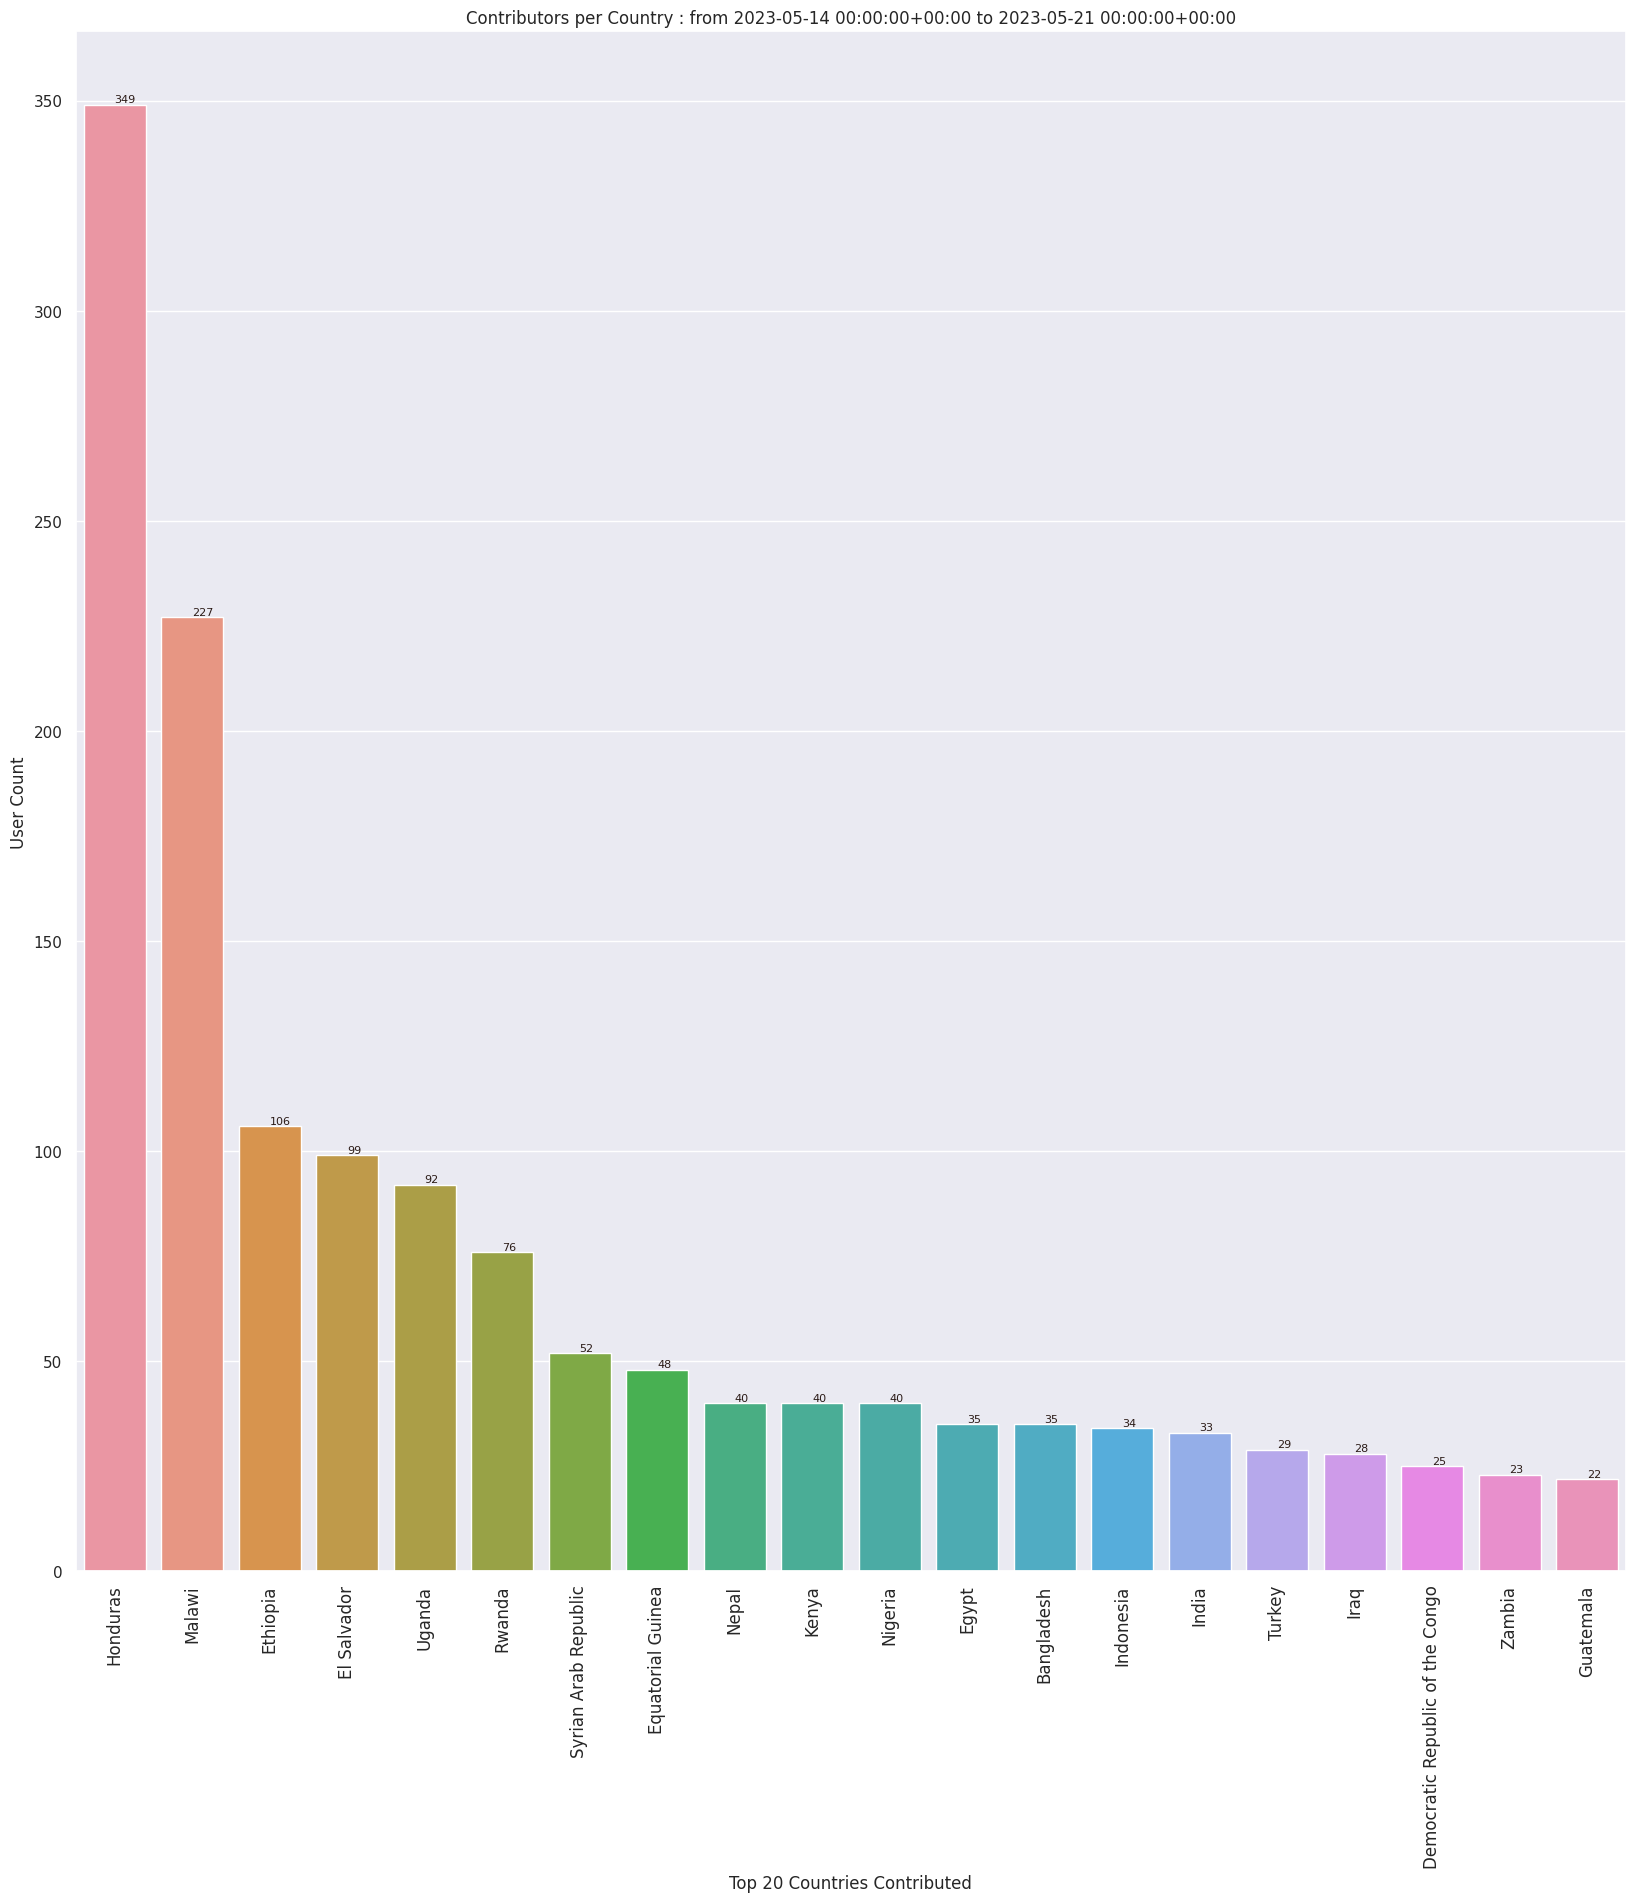 Contributors per Country : from 2023-05-14 00:00:00+00:00 to 2023-05-21 00:00:00+00:00
User Count
350
300
250
200
150
100
50
0
349
227
106
99
92
76
52
48
40
40
40
35
35
34
33
29
28
25
23
22
Honduras
Malawi
Ethiopia
El Salvador
Uganda
Rwanda
Syrian Arab Republic
Equatorial Guinea
Nepal
Kenya
Nigeria
Egypt
Bangladesh
Indonesia
India
Turkey
Iraq
Democratic Republic of the Congo
Zambia
Guatemala
Top 20 Countries Contributed